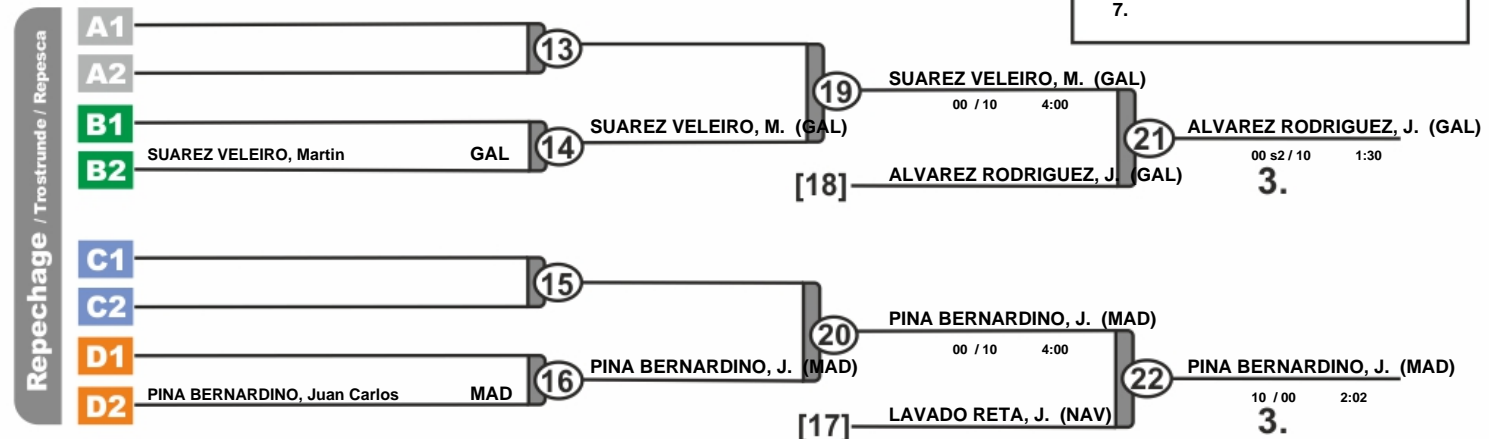 7.
Repechage / Trostrunde / Repesca
A1
A2
13
B1
B2
SUAREZ VELEIRO, Martin GAL
14
SUAREZ VELEIRO, M. (GAL)
19
SUAREZ VELEIRO, M. (GAL)
00 / 10 4:00
[18]
ALVAREZ RODRIGUEZ, J. (GAL)
21
ALVAREZ RODRIGUEZ, J. (GAL)
00 s2 / 10 1:30
3.
C1
C2
15
D1
D2
PINA BERNARDINO, Juan Carlos MAD
16
PINA BERNARDINO, J. (MAD)
20
PINA BERNARDINO, J. (MAD)
00 / 10 4:00
[17]
LAVADO RETA, J. (NAV)
22
PINA BERNARDINO, J. (MAD)
10 / 00 2:02
3.